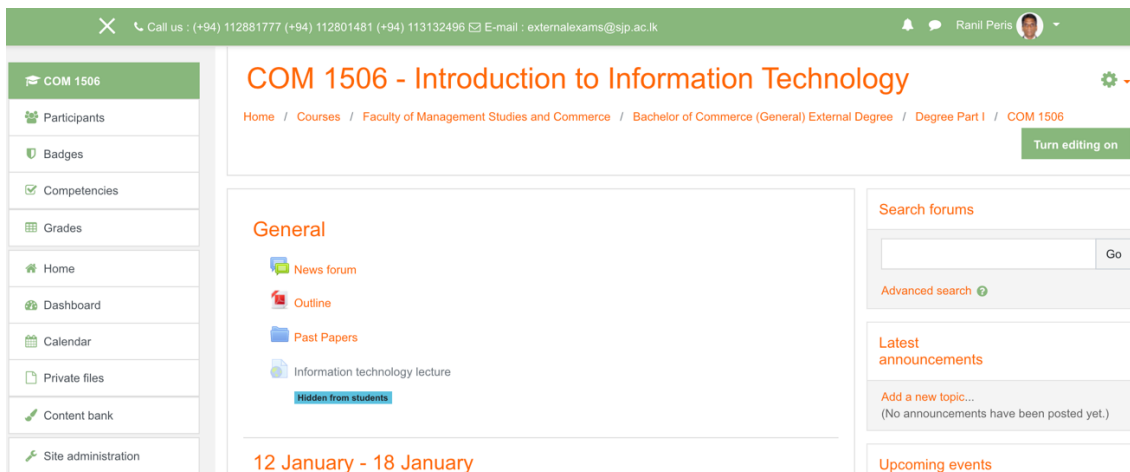 Call us : (+94) 112881777 (+94) 112801481 (+94) 113132496 E-mail : externalexams@sjp.ac.lk
Ranil Peris
COM 1506
Participants
Badges
Competencies
Grades
Home
Dashboard
Calendar
Private files
Content bank
Site administration
COM 1506 - Introduction to Information Technology
Home / Courses / Faculty of Management Studies and Commerce / Bachelor of Commerce (General) External Degree / Degree Part I / COM 1506
Turn editing on
General
News forum
Outline
Past Papers
Information technology lecture
Hidden from students
12 January - 18 January
Search forums
Go
Advanced search
Latest
announcements
Add a new topic...
(No announcements have been posted yet.)
Upcoming events